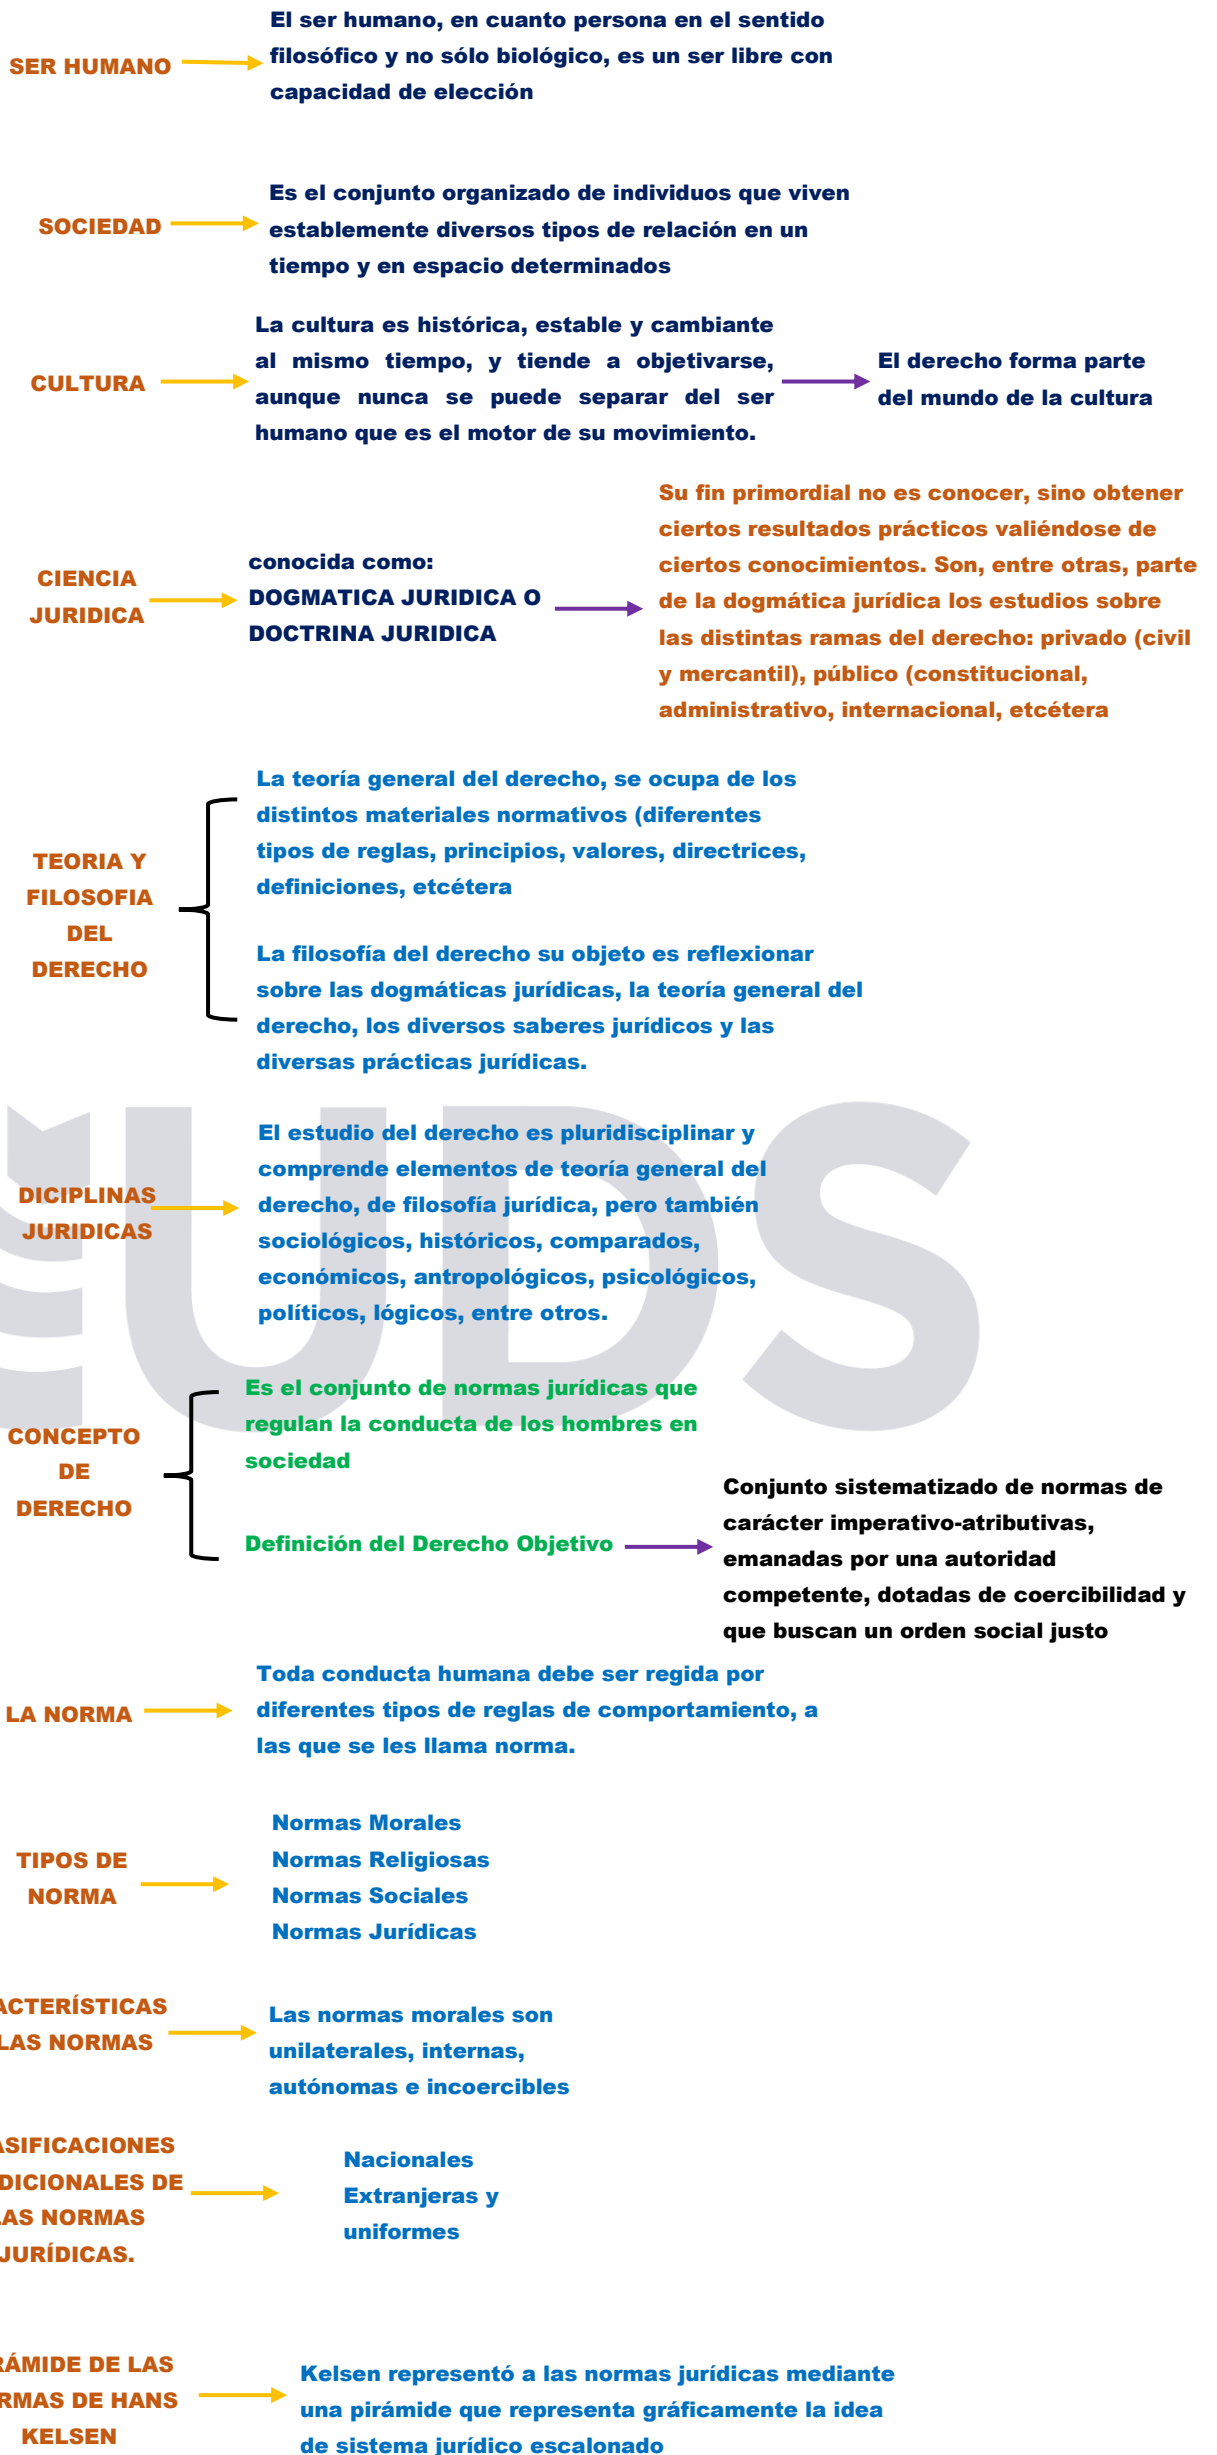 SER HUMANO
El ser humano, en cuanto persona en el sentido
filosófico y no sólo biológico, es un ser libre con
capacidad de elección
SOCIEDAD
Es el conjunto organizado de individuos que viven
establemente diversos tipos de relación en un
tiempo y en espacio determinados
CULTURA
La cultura es histórica, estable y cambiante
al mismo tiempo, y tiende a objetivarse,
aunque nunca se puede separar del ser
humano que es el motor de su movimiento.
El derecho forma parte
del mundo de la cultura
CIENCIA
JURIDICA
conocida como:
DOGMATICA JURIDICA O
DOCTRINA JURIDICA
Su fin primordial no es conocer, sino obtener
ciertos resultados prácticos valiéndose de
ciertos conocimientos. Son, entre otras, parte
de la dogmática jurídica los estudios sobre
las distintas ramas del derecho: privado (civil
y mercantil), público (constitucional,
administrativo, internacional, etcétera
TEORIA Y
FILOSOFIA
DEL
DERECHO
La teoría general del derecho, se ocupa de los
distintos materiales normativos (diferentes
tipos de reglas, principios, valores, directrices,
definiciones, etcétera
La filosofía del derecho su objeto es reflexionar
sobre las dogmáticas jurídicas, la teoría general del
derecho, los diversos saberes jurídicos y las
diversas prácticas jurídicas.
UDS
DICIPLINAS
JURIDICAS
El estudio del derecho es pluridisciplinar y
comprende elementos de teoría general del
derecho, de filosofía jurídica, pero también
sociológicos, históricos, comparados,
económicos, antropológicos, psicológicos,
políticos, lógicos, entre otros.
CONCEPTO
DE
DERECHO
Es el conjunto de normas jurídicas que
regulan la conducta de los hombres en
sociedad
Definición del Derecho Objetivo
Conjunto sistematizado de normas de
carácter imperativo-atributivas,
emanadas por una autoridad
competente, dotadas de coercibilidad y
que buscan un orden social justo
LA NORMA
Toda conducta humana debe ser regida por
diferentes tipos de reglas de comportamiento, a
las que se les llama norma.
TIPOS DE
NORMA
Normas Morales
Normas Religiosas
Normas Sociales
Normas Jurídicas
ACTERÍSTICAS
LAS NORMAS
Las normas morales son
unilaterales, internas,
autónomas e incoercibles
ASIFICACIONES
DICIONALES DE
LAS NORMAS
JURÍDICAS.
Nacionales
Extranjeras y
uniformes
RÁMIDE DE LAS
RMAS DE HANS
KELSEN
Kelsen representó a las normas jurídicas mediante
una pirámide que representa gráficamente la idea
de sistema jurídico escalonado